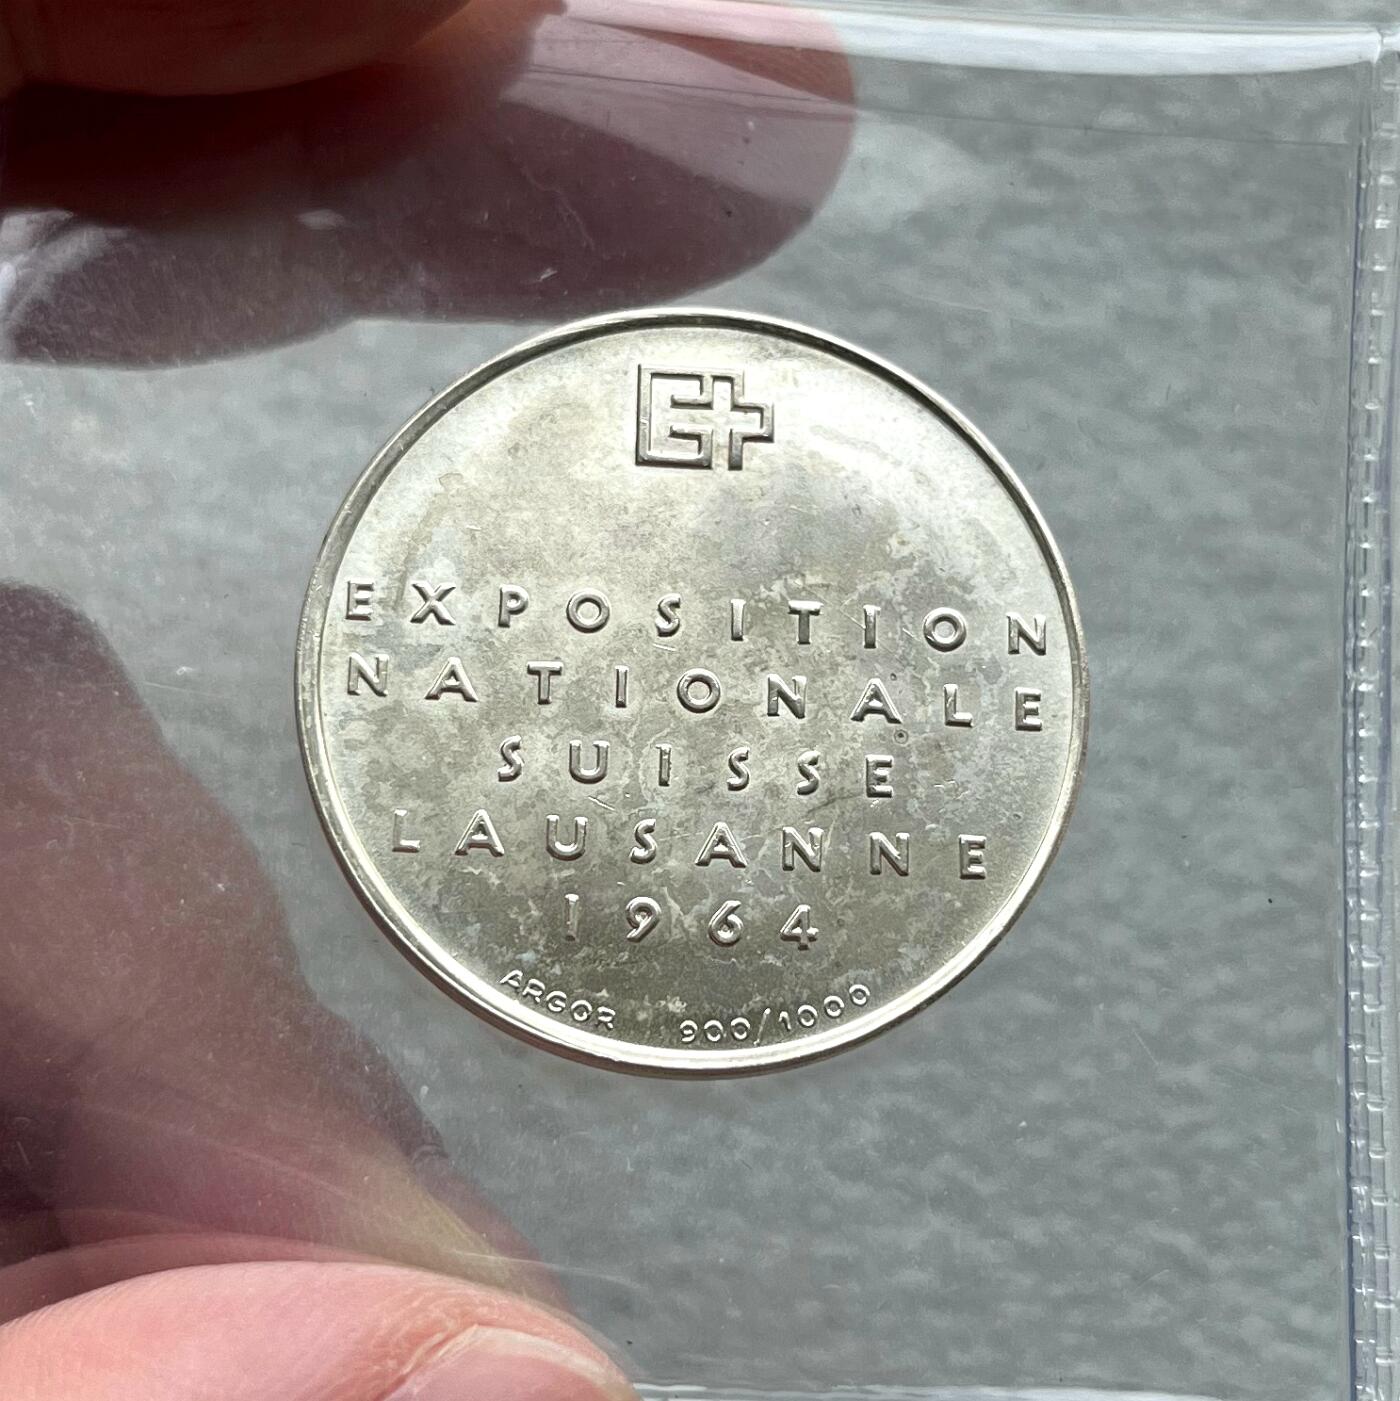 E+
EXPOSITION
NATIONALE
SUISSE
LAUSANNE
1964
ARGOR 900/1000